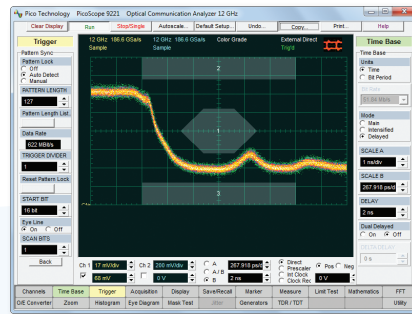 Pico Technology PicoScope 9221 Optical Communication Analyzer 12 GHz
Clear Display Run Stop/Single Autoscale... Default Setup... Undo... Copy... Print... Help
Trigger
Pattern Sync
Pattern Lock
Off
Auto Detect
Manual
PATTERN LENGTH
127
Pattern Length List.
Data Rate
622 MBit/s
TRIGGER DIVIDER
1
Reset Pattern Lock
START BIT
16 bit
Eye Line
On Off
SCAN BITS
1
Back
12 GHz 186.6 GSa/s
Sample
12 GHz 186.6 GSa/s
Sample
Color Grade
External Direct
Trig'd
2
1
3
Time Base
Time Base
Units
Time
Bit Period
Bit Rate
Mode
Main
Intensified
Delayed
SCALE A
1 ns/div
SCALE B
267.918 ps/d
DELAY
2 ns
Dual Delayed
On Off
DELTA DELAY
0 s
Ch 1 17 mV/div Ch 2 200 mV/div A 267.918 ps/d Direct Pos Neg
A / B Prescaler
68 mV 0 V B 2 ns Int Clock 0 V
Clock Rec
Channels Time Base Trigger Acquisition Display Save/Recall Marker Measure Limit Test Mathematics FFT
O/E Converter Zoom Histogram Eye Diagram Mask Test Jitter Generators TDR / TDT